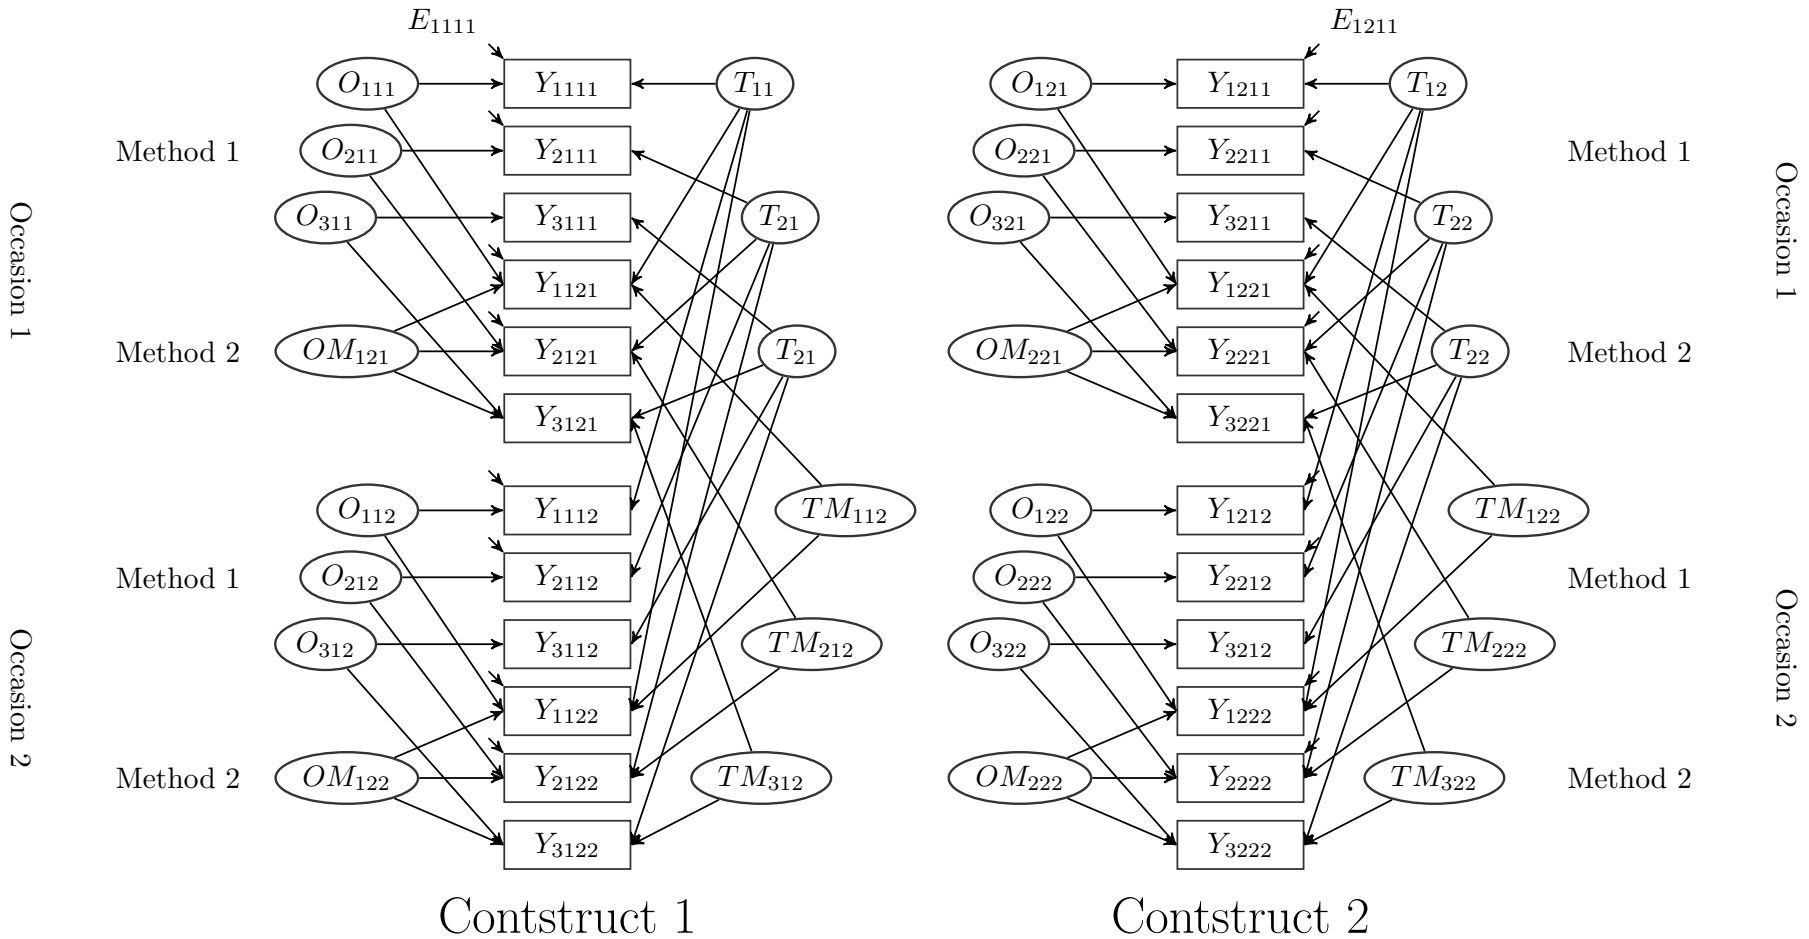 E1111
E1211
O111 Y1111 T11 O121 Y1211 T12
Method 1 O211 Y2111 O221 Y2211 Method 1
O311 Y3111 T21 O321 Y3211 T22
Occasion 1
Occasion 1
Y1121 Y1221
Method 2 OM121 Y2121 T21 OM221 Y2221 T22 Method 2
Y3121 Y3221
O112 Y1112 TM112 O122 Y1212 TM122
Method 1 O212 Y2112 O222 Y2212 Method 1
O312 Y3112 TM212 O322 Y3212 TM222
Occasion 2
Occasion 2
Y1122 Y1222
Method 2 OM122 Y2122 TM312 OM222 Y2222 TM322 Method 2
Y3122 Y3222
Contstruct 1
Contstruct 2